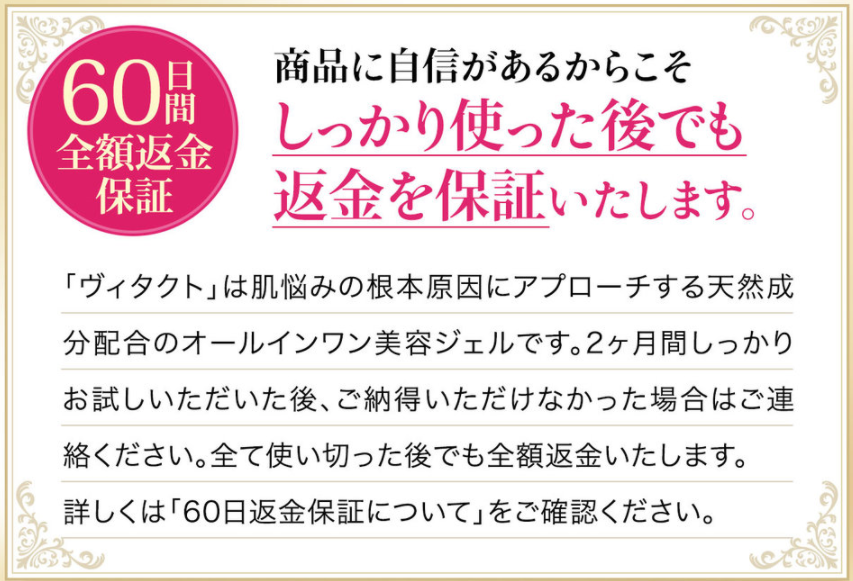 60日間
全額返金
保証
商品に自信があるからこそ
しっかり使った後でも
返金を保証いたします。
「ヴィタクト」は肌悩みの根本原因にアプローチする天然成
分配合のオールインワン美容ジェルです。2ヶ月間しっかり
お試しいただいた後、ご納得いただけなかった場合はご連
絡ください。全て使い切った後でも全額返金いたします。
詳しくは「60日返金保証について」をご確認ください。